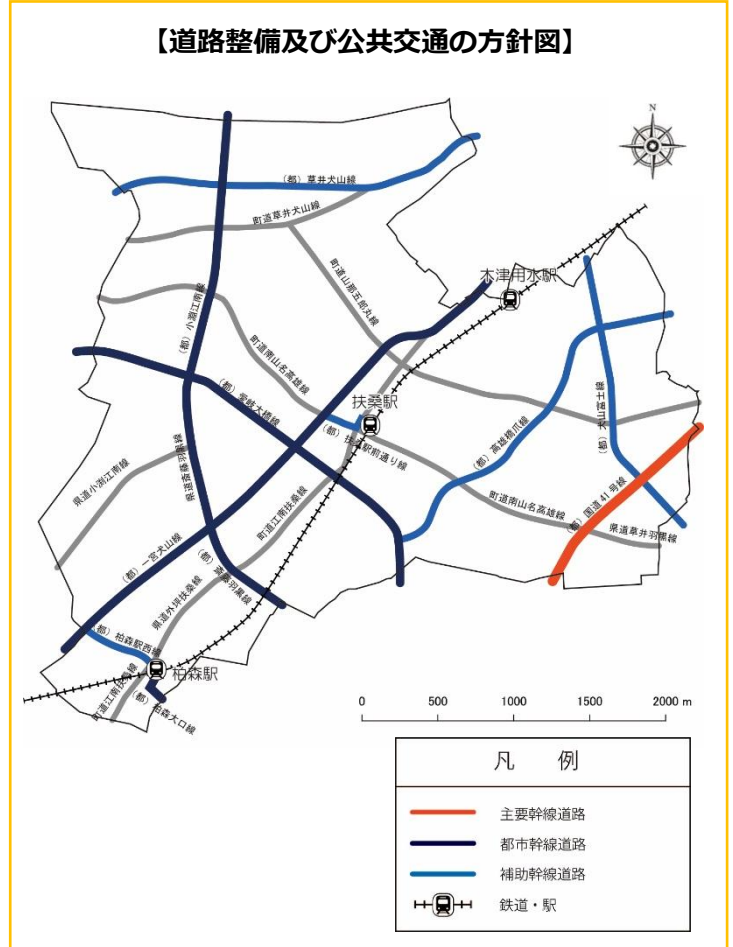 【道路整備及び公共交通の方針図】
N
(都) 草井犬山線
町道草井犬山線
木津用水駅
町道山那五郎丸線
(都) 小淵江南線
町道南山名高雄線
(都) 愛岐大橋線
扶桑駅
(都) 扶桑駅前通り線
(都) 犬山富士線
(都) 高雄橋爪線
県道斎藤羽黒線
県道小渕江南線
町道江南扶桑線
町道南山名高雄線
(都) 国道41号線
県道草井羽黒線
(都) 一宮犬山線
(都) 斎藤羽黒線
県道外坪扶桑線
(都) 柏森駅西線
柏森駅
町道江南扶桑線
(都) 柏森大口線
0 500 1000 1500 2000 m
凡 例
主要幹線道路
都市幹線道路
補助幹線道路
鉄道・駅